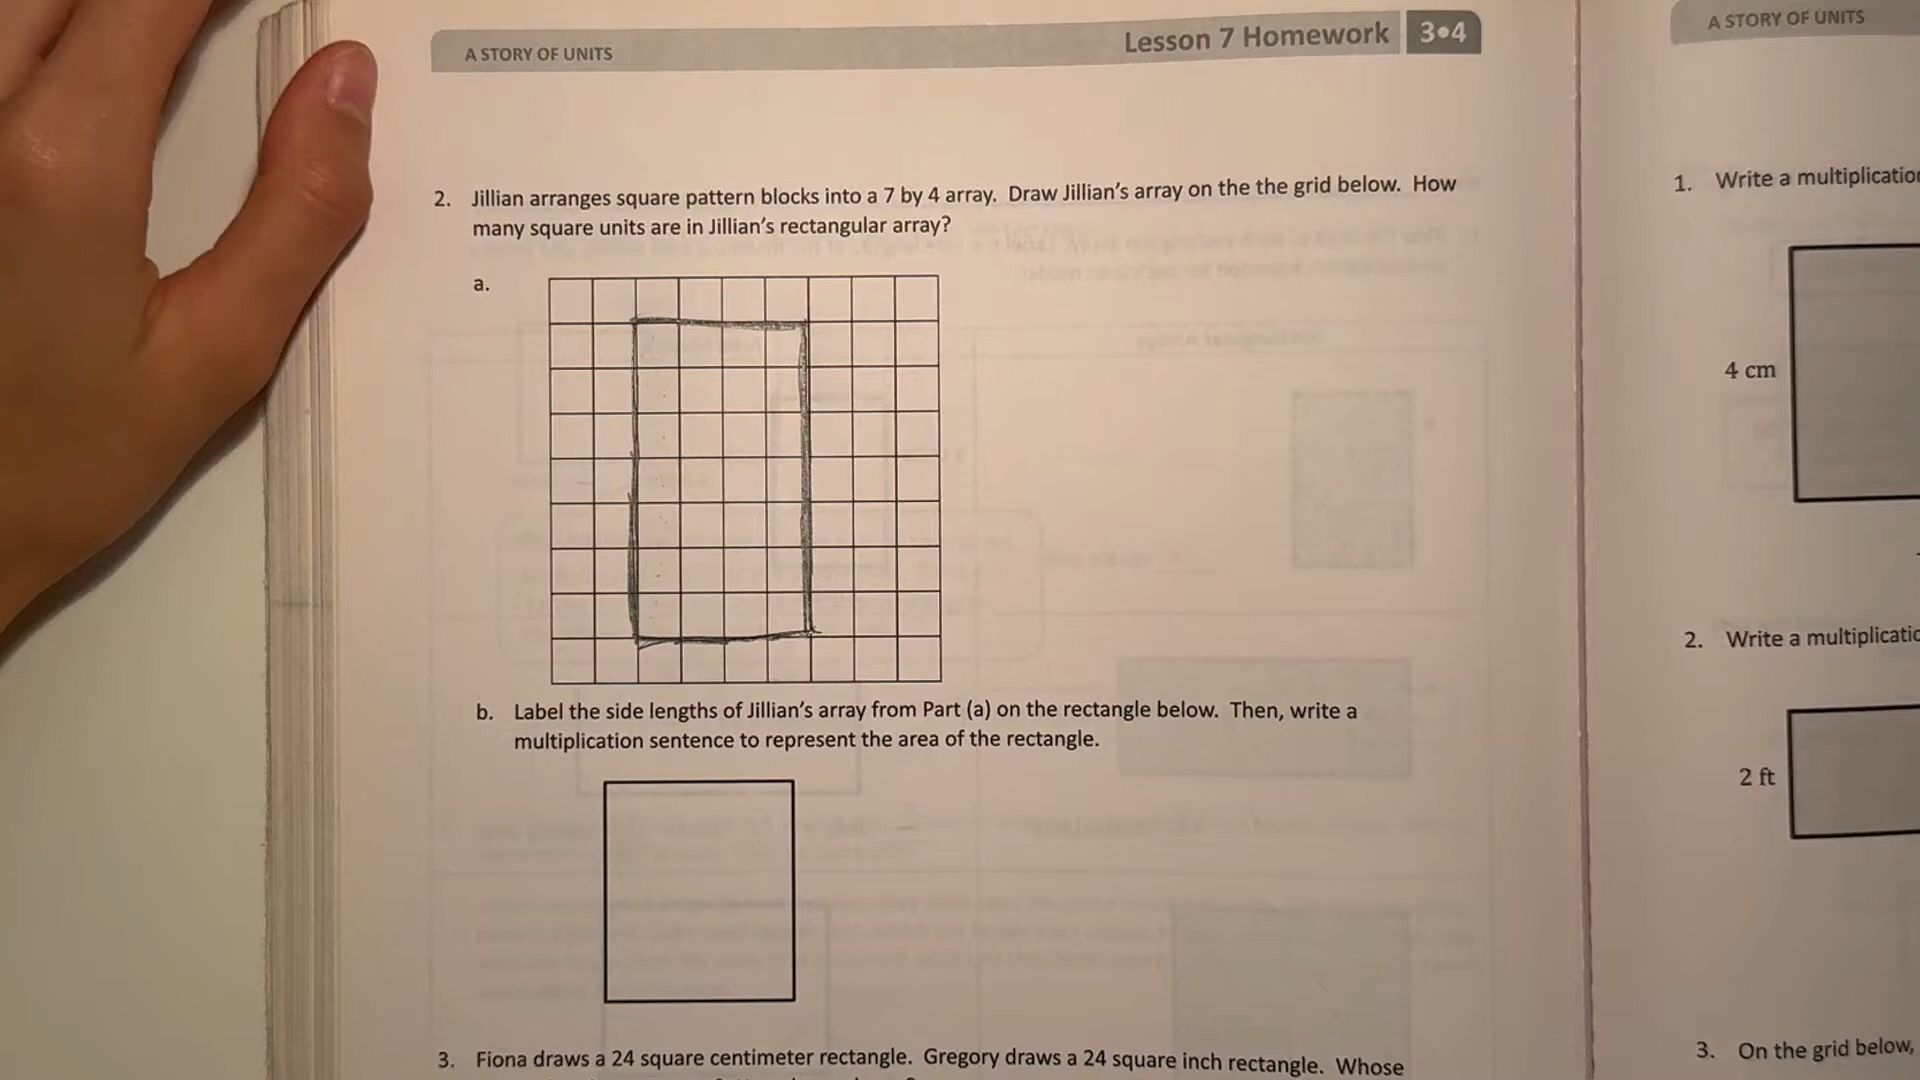 A STORY OF UNITS
Lesson 7 Homework 3•4
2. Jillian arranges square pattern blocks into a 7 by 4 array. Draw Jillian's array on the the grid below. How
many square units are in Jillian's rectangular array?
a.
b. Label the side lengths of Jillian's array from Part (a) on the rectangle below. Then, write a
multiplication sentence to represent the area of the rectangle.
3. Fiona draws a 24 square centimeter rectangle. Gregory draws a 24 square inch rectangle. Whose
A STORY OF UNITS
1. Write a multiplication
4 cm
2. Write a multiplicatio
2 ft
3. On the grid below,